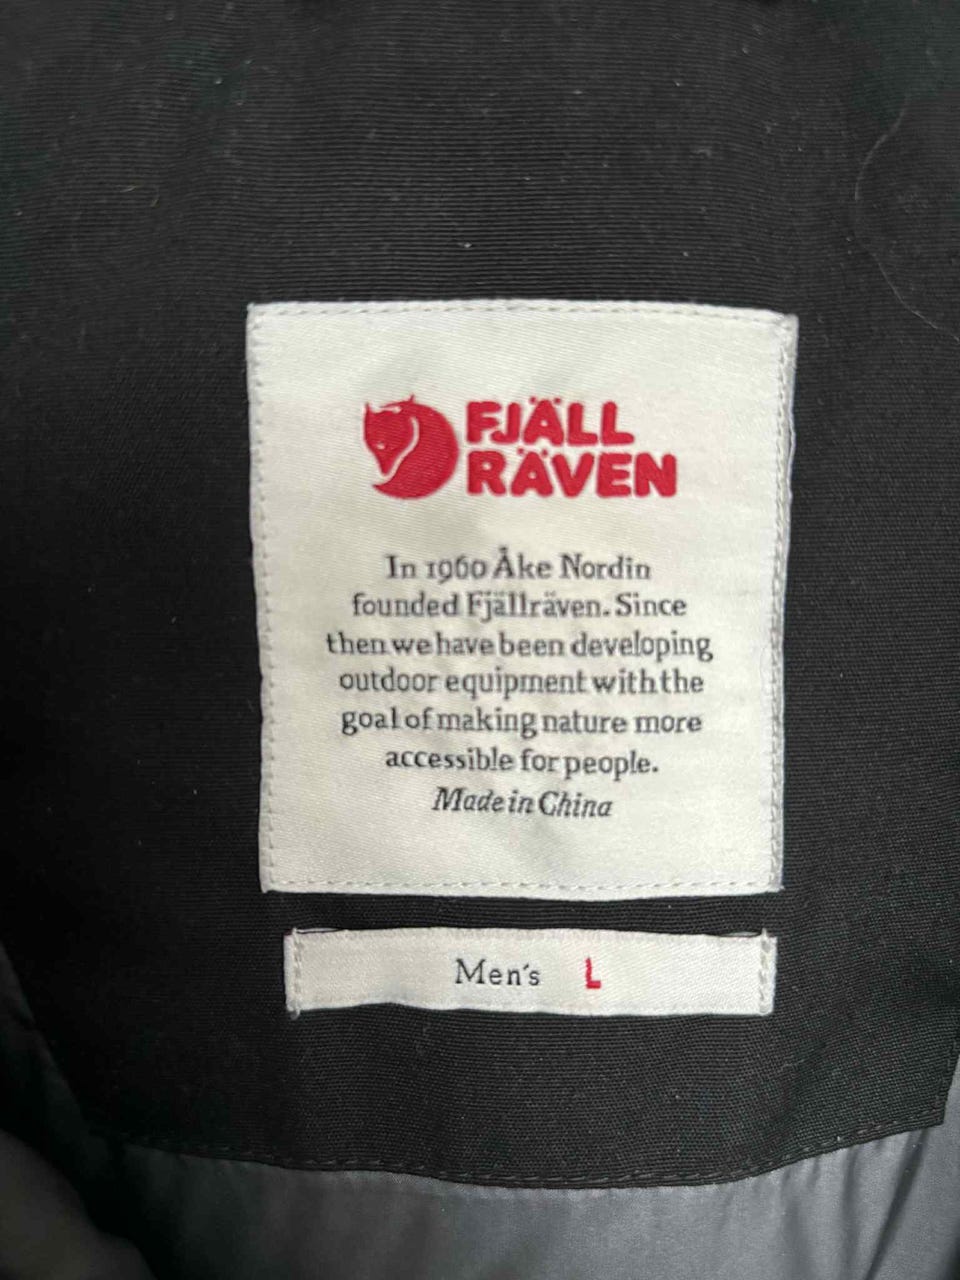 FJÄLL
RÄVEN
In 1960 Åke Nordin
founded Fjällräven. Since
then we have been developing
outdoor equipment with the
goal of making nature more
accessible for people.
Made in China
Men's L